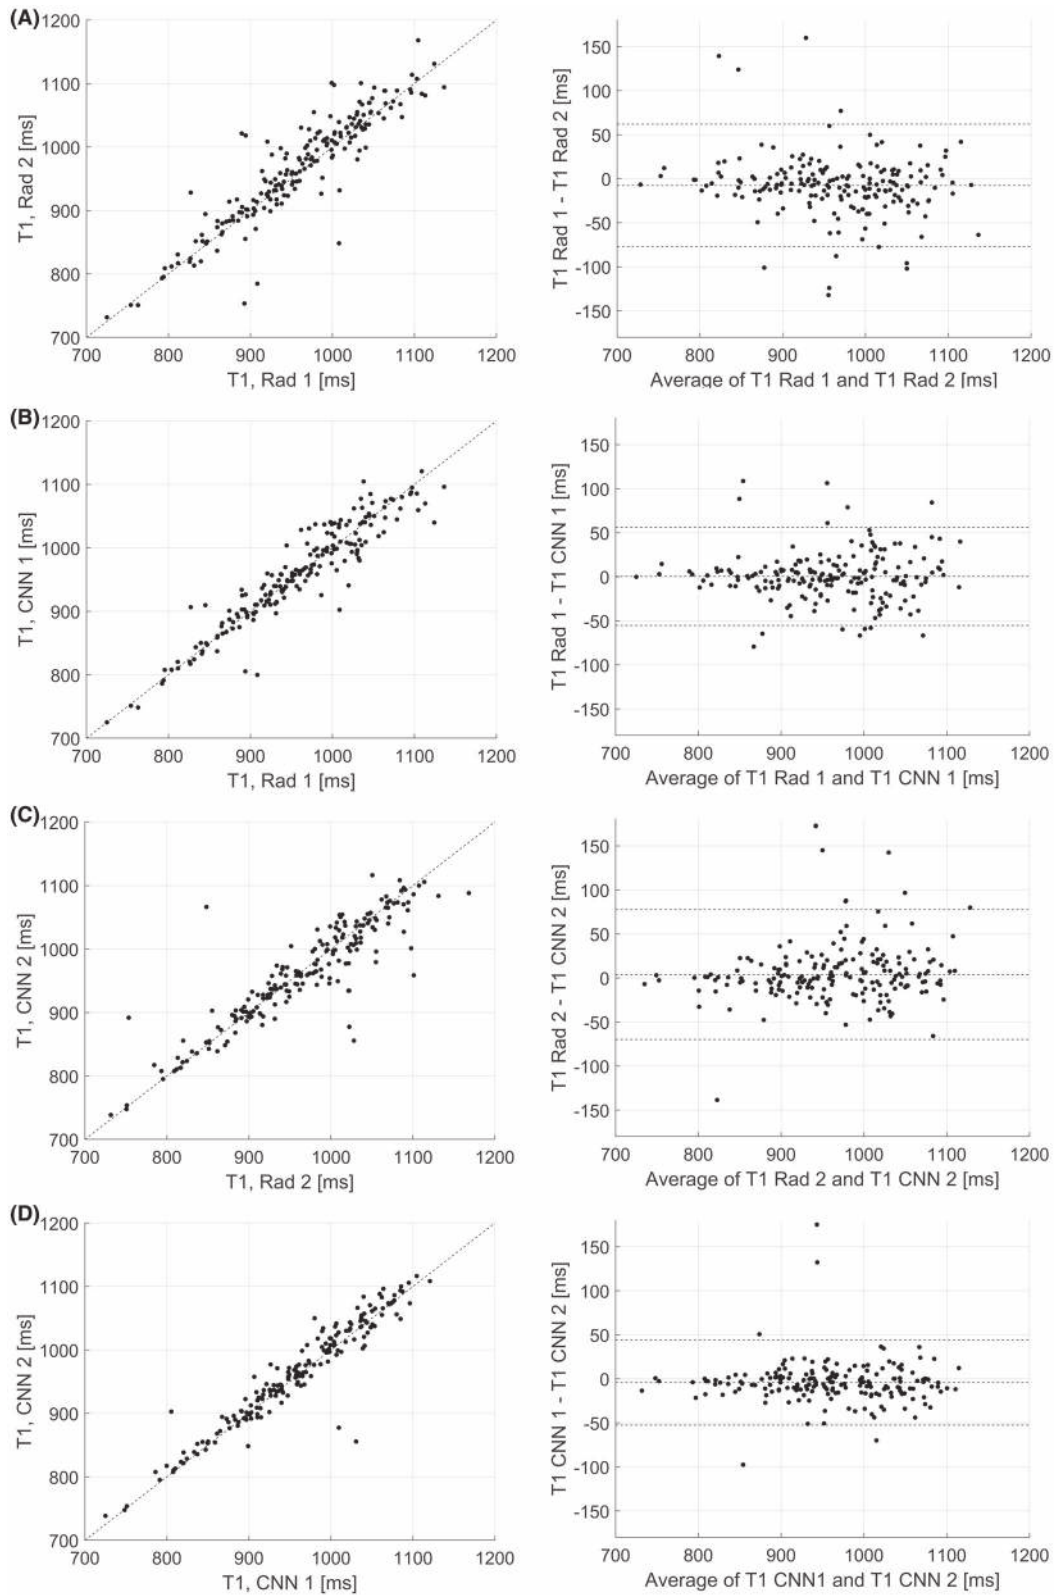 (A)
1200
1100
1000
900
800
700
T1, Rad 2 [ms]
700 800 900 1000 1100 1200
T1, Rad 1 [ms]
150
100
50
0
-50
-100
-150
T1 Rad 1 - T1 Rad 2 [ms]
700 800 900 1000 1100 1200
Average of T1 Rad 1 and T1 Rad 2 [ms]
(B)
1200
1100
1000
900
800
700
T1, CNN 1 [ms]
700 800 900 1000 1100 1200
T1, Rad 1 [ms]
150
100
50
0
-50
-100
-150
T1 Rad 1 - T1 CNN 1 [ms]
700 800 900 1000 1100 1200
Average of T1 Rad 1 and T1 CNN 1 [ms]
(C)
1200
1100
1000
900
800
700
T1, CNN 2 [ms]
700 800 900 1000 1100 1200
T1, Rad 2 [ms]
150
100
50
0
-50
-100
-150
T1 Rad 2 - T1 CNN 2 [ms]
700 800 900 1000 1100 1200
Average of T1 Rad 2 and T1 CNN 2 [ms]
(D)
1200
1100
1000
900
800
700
T1, CNN 2 [ms]
700 800 900 1000 1100 1200
T1, CNN 1 [ms]
150
100
50
0
-50
-100
-150
T1 CNN 1 - T1 CNN 2 [ms]
700 800 900 1000 1100 1200
Average of T1 CNN1 and T1 CNN 2 [ms]